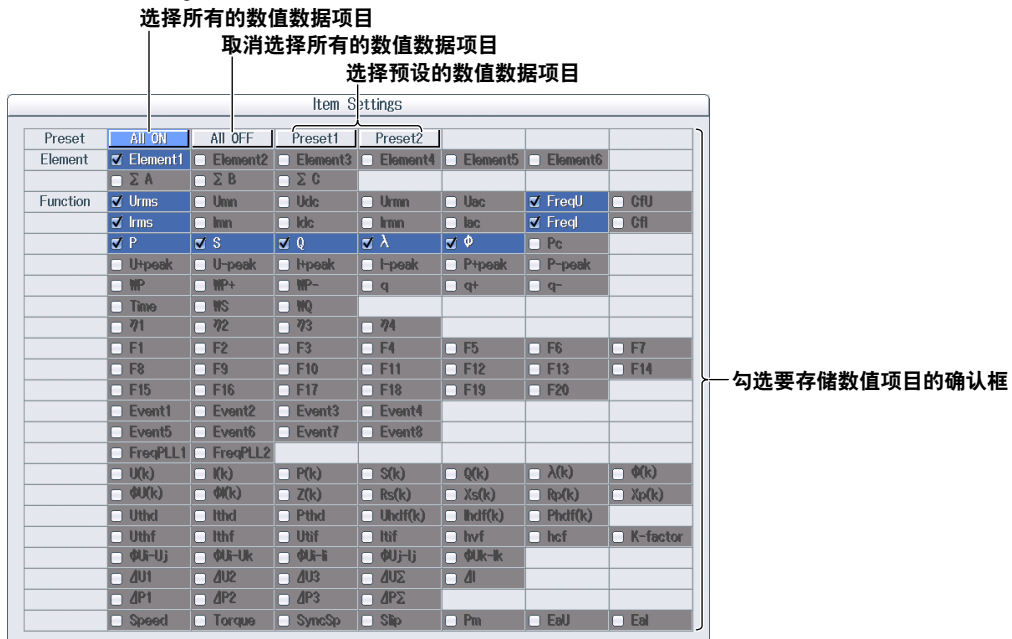 选择所有的数值数据项目
取消选择所有的数值数据项目
选择预设的数值数据项目
Item Settings
Preset All ON All OFF Preset1 Preset2
Element Element1 Element2 Element3 Element4 Element5 Element6
Σ A Σ B Σ C
Function Urms Umn Udc Urmn Uac FreqU CfU
Irms Imn Idc Irmn Iac FreqI CfI
P S Q λ Φ Pc
U+peak U-peak I+peak I-peak P+peak P-peak
WP WP+ WP- q q+ q-
Time WS WQ
η1 η2 η3 η4
F1 F2 F3 F4 F5 F6 F7
F8 F9 F10 F11 F12 F13 F14
勾选要存储数值项目的确认框
F15 F16 F17 F18 F19 F20
Event1 Event2 Event3 Event4
Event5 Event6 Event7 Event8
FreqPLL1 FreqPLL2
U(k) I(k) P(k) S(k) Q(k) λ(k) Φ(k)
ΦU(k) ΦI(k) Z(k) Rs(k) Xs(k) Rp(k) Xp(k)
Uthd Ithd Pthd Uhdf(k) Ihdf(k) Phdf(k)
Uthf Ithf Utif Itif hvf hcf K-factor
ΦUi-Uj ΦUi-Uk ΦUi-Ii ΦUj-Ij ΦUk-Ik
ΔU1 ΔU2 ΔU3 ΔUΣ ΔI
ΔP1 ΔP2 ΔP3 ΔPΣ
Speed Torque SyncSp Slip Pm EaU EaI